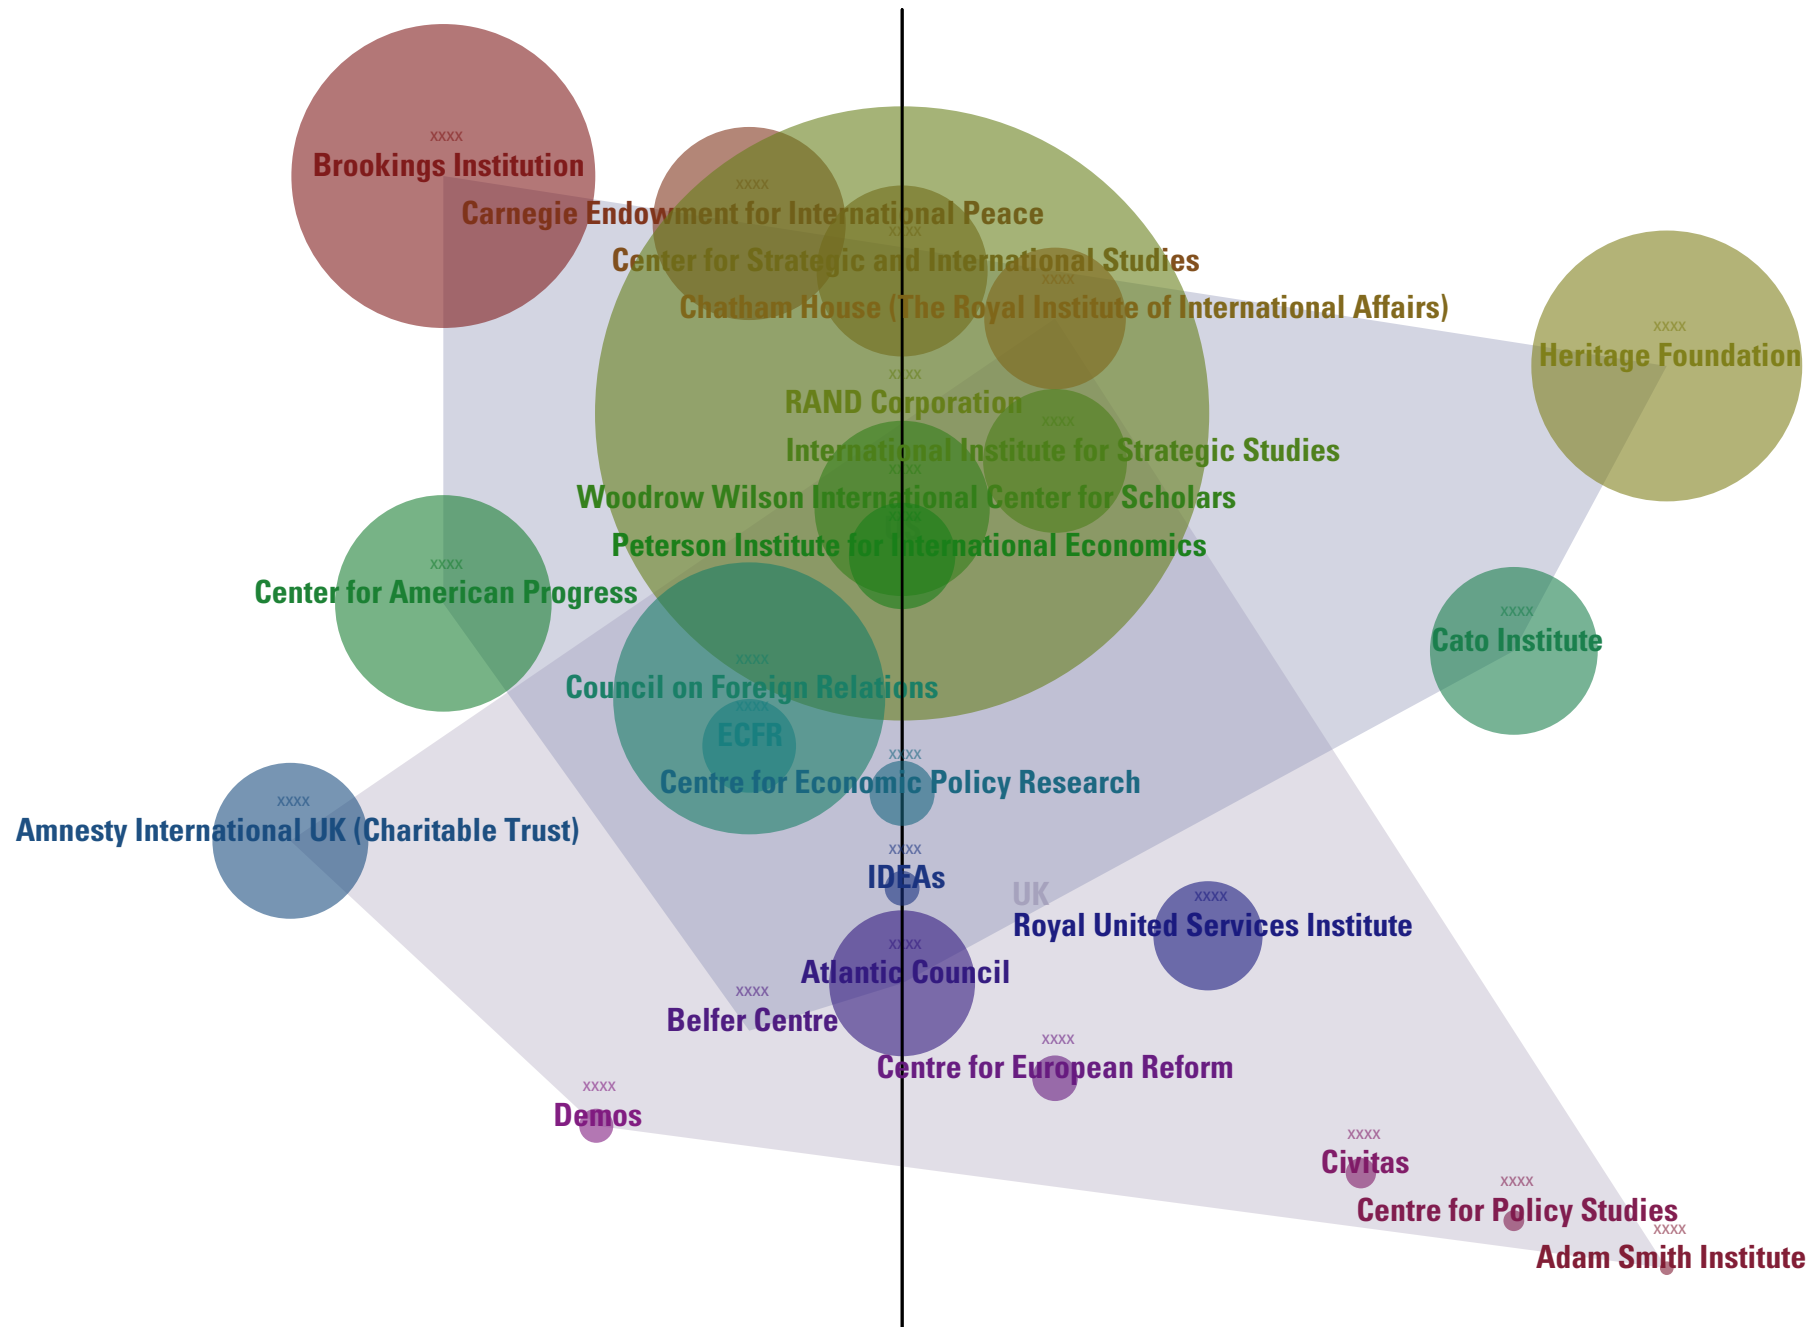 xxxx
Brookings Institution
xxxx
Carnegie Endowment for International Peace
xxxx
Center for Strategic and International Studies
xxxx
Chatham House (The Royal Institute of International Affairs)
xxxx
Heritage Foundation
xxxx
RAND Corporation
xxxx
International Institute for Strategic Studies
xxxx
Woodrow Wilson International Center for Scholars
xxxx
Peterson Institute for International Economics
xxxx
Center for American Progress
xxxx
Cato Institute
xxxx
Council on Foreign Relations
xxxx
ECFR
xxxx
Centre for Economic Policy Research
xxxx
Amnesty International UK (Charitable Trust)
xxxx
IDEAs
UK
xxxx
Royal United Services Institute
xxxx
Atlantic Council
xxxx
Belfer Centre
xxxx
Centre for European Reform
xxxx
Demos
xxxx
Civitas
xxxx
Centre for Policy Studies
xxxx
Adam Smith Institute